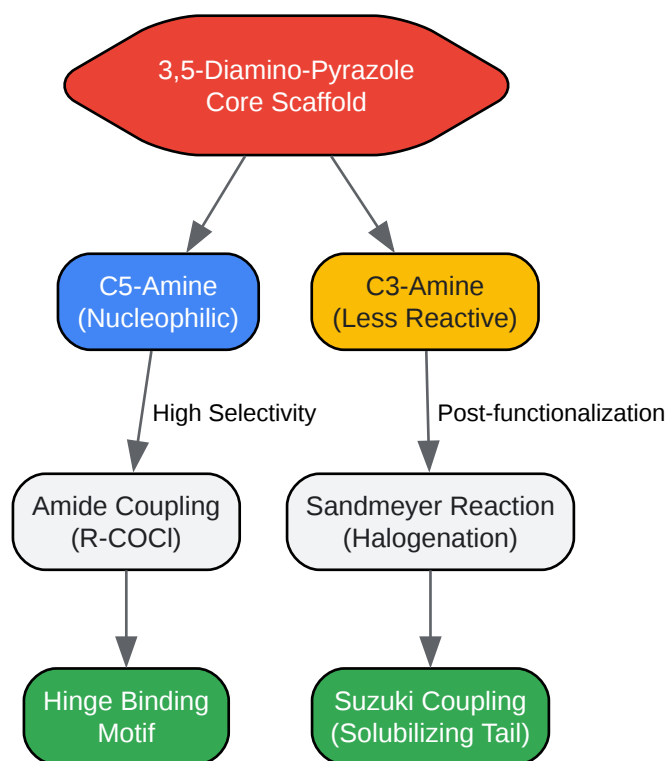 3,5-Diamino-Pyrazole
Core Scaffold
C5-Amine
(Nucleophilic)
C3-Amine
(Less Reactive)
High Selectivity
Post-functionalization
Amide Coupling
(R-COCl)
Sandmeyer Reaction
(Halogenation)
Hinge Binding
Motif
Suzuki Coupling
(Solubilizing Tail)